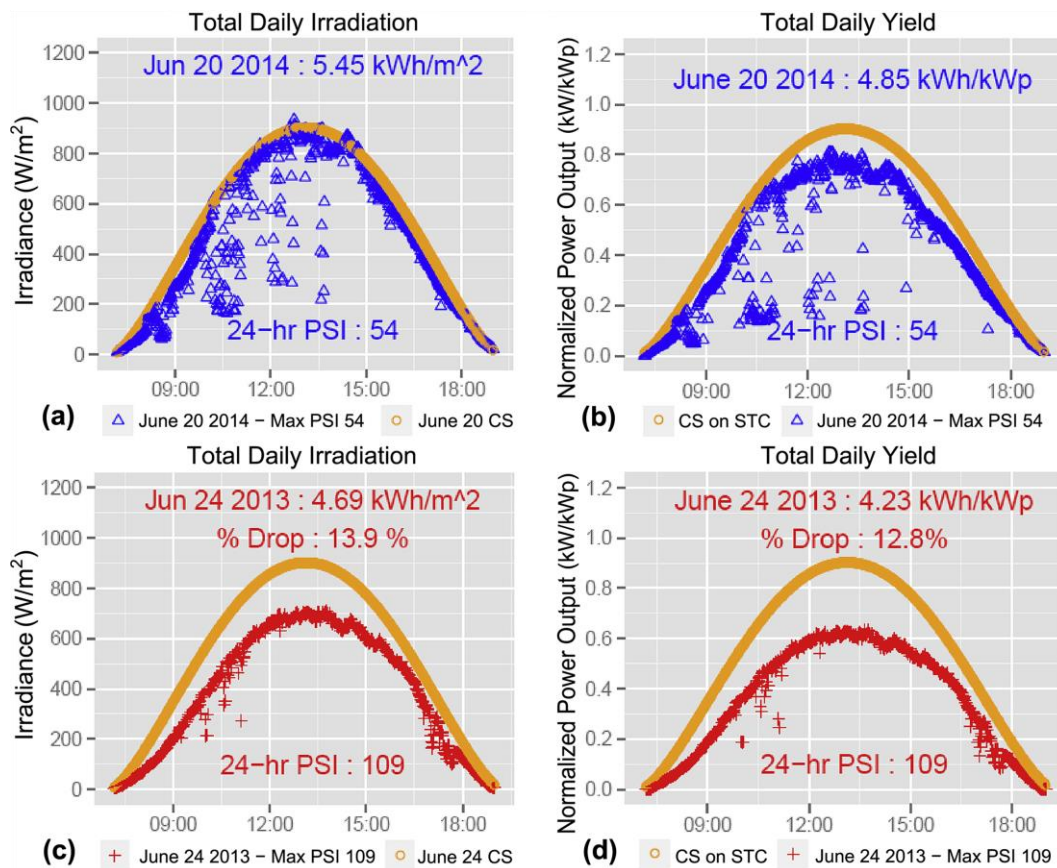 Total Daily Irradiation
Irradiance (W/m²)
1200
1000
800
600
400
200
0
Jun 20 2014 : 5.45 kWh/m^2
24−hr PSI : 54
09:00 12:00 15:00 18:00
(a)
June 20 2014 − Max PSI 54 June 20 CS
Total Daily Yield
Normalized Power Output (kW/kWp)
1.2
1.0
0.8
0.6
0.4
0.2
0.0
June 20 2014 : 4.85 kWh/kWp
24−hr PSI : 54
09:00 12:00 15:00 18:00
(b)
CS on STC June 20 2014 − Max PSI 54
Total Daily Irradiation
Irradiance (W/m²)
1200
1000
800
600
400
200
0
Jun 24 2013 : 4.69 kWh/m^2
% Drop : 13.9 %
24−hr PSI : 109
09:00 12:00 15:00 18:00
(c)
June 24 2013 − Max PSI 109 June 24 CS
Total Daily Yield
Normalized Power Output (kW/kWp)
1.2
1.0
0.8
0.6
0.4
0.2
0.0
June 24 2013 : 4.23 kWh/kWp
% Drop : 12.8%
24−hr PSI : 109
09:00 12:00 15:00 18:00
(d)
CS on STC June 24 2013 − Max PSI 109